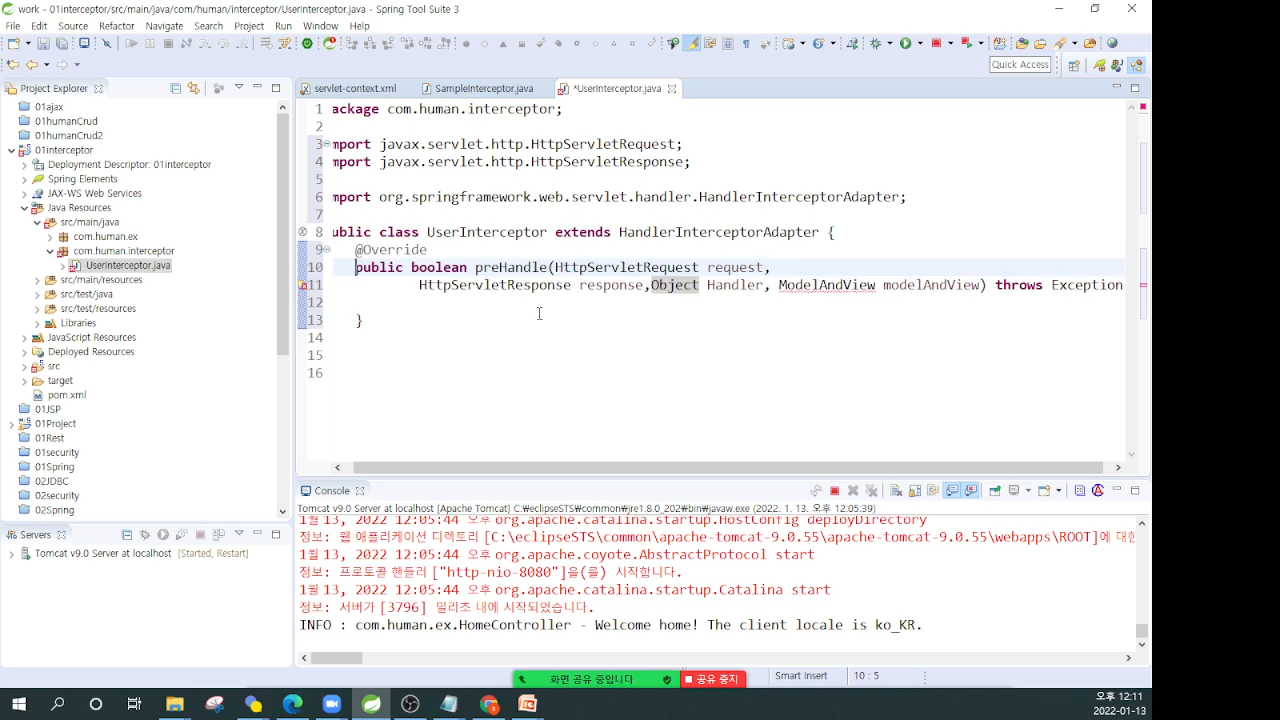 work - 01interceptor/src/main/java/com/human/interceptor/UserInterceptor.java - Spring Tool Suite 3
File Edit Source Refactor Navigate Search Project Run Window Help
Quick Access
Project Explorer
01ajax
01humanCrud
01humanCrud2
01interceptor
Deployment Descriptor: 01interceptor
Spring Elements
JAX-WS Web Services
Java Resources
src/main/java
com.human.ex
com.human.interceptor
UserInterceptor.java
src/main/resources
src/test/java
src/test/resources
Libraries
JavaScript Resources
Deployed Resources
src
target
pom.xml
01JSP
01Project
01Rest
01security
01Spring
02JDBC
02security
02Spring
Servers
Tomcat v9.0 Server at localhost [Started, Restart]
servlet-context.xml SampleInterceptor.java *UserInterceptor.java
1 ackage com.human.interceptor;
2
3 mport javax.servlet.http.HttpServletRequest;
4 mport javax.servlet.http.HttpServletResponse;
5
6 mport org.springframework.web.servlet.handler.HandlerInterceptorAdapter;
7
8 ublic class UserInterceptor extends HandlerInterceptorAdapter {
9 @Override
10 public boolean preHandle(HttpServletRequest request,
11 HttpServletResponse response,Object Handler, ModelAndView modelAndView) throws Exception
12
13 }
14
15
16
Console
Tomcat v9.0 Server at localhost [Apache Tomcat] C:₩eclipseSTS₩common₩jre1.8.0_202₩bin₩javaw.exe (2022. 1. 13. 오후 12:05:39)
1월 13, 2022 12:05:44 오후 org.apache.catalina.startup.HostConfig deployDirectory
정보: 웹 애플리케이션 디렉토리 [C:\eclipseSTS\common\apache-tomcat-9.0.55\webapps\ROOT]에 대한
1월 13, 2022 12:05:44 오후 org.apache.coyote.AbstractProtocol start
정보: 프로토콜 핸들러 ["http-nio-8080"]을(를) 시작합니다.
1월 13, 2022 12:05:44 오후 org.apache.catalina.startup.Catalina start
정보: 서버가 [3796] 밀리초 내에 시작되었습니다.
INFO : com.human.ex.HomeController - Welcome home! The client locale is ko_KR.
화면 공유 중입니다 공유 중지
Smart Insert 10 : 5
오후 12:11
2022-01-13